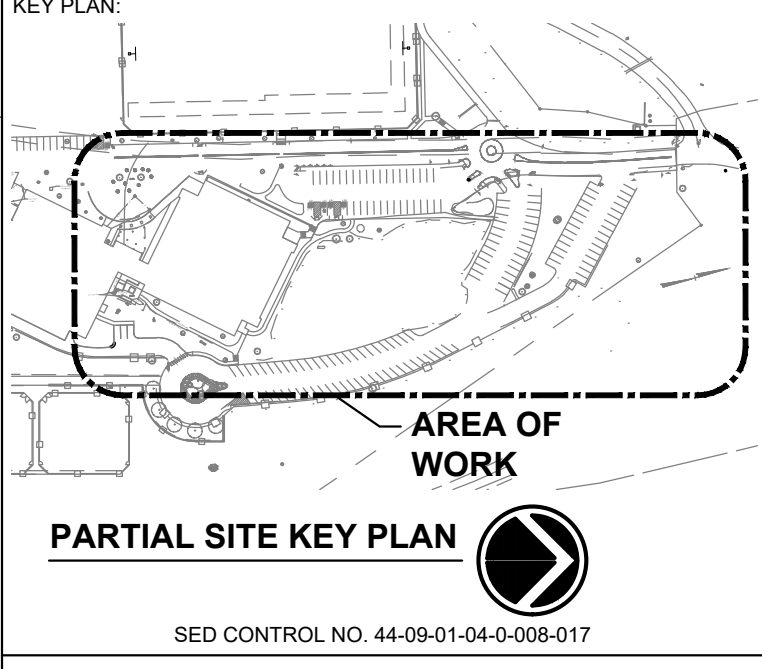 KEY PLAN:
AREA OF
WORK
PARTIAL SITE KEY PLAN
SED CONTROL NO. 44-09-01-04-0-008-017